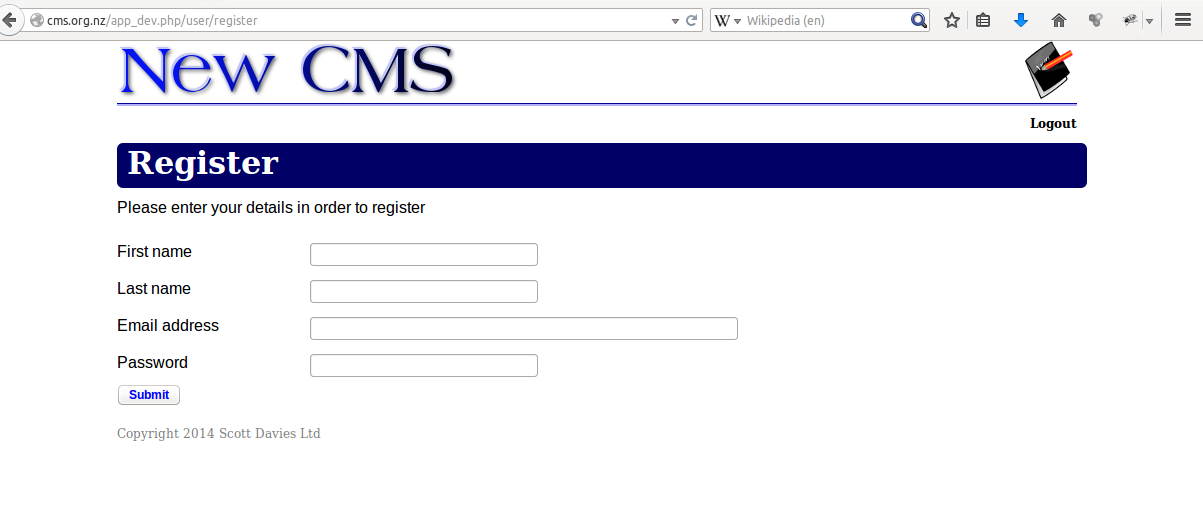 cms.org.nz/app_dev.php/user/register
W
Wikipedia (en)
New CMS
Logout
Register
Please enter your details in order to register
First name
Last name
Email address
Password
Submit
Copyright 2014 Scott Davies Ltd